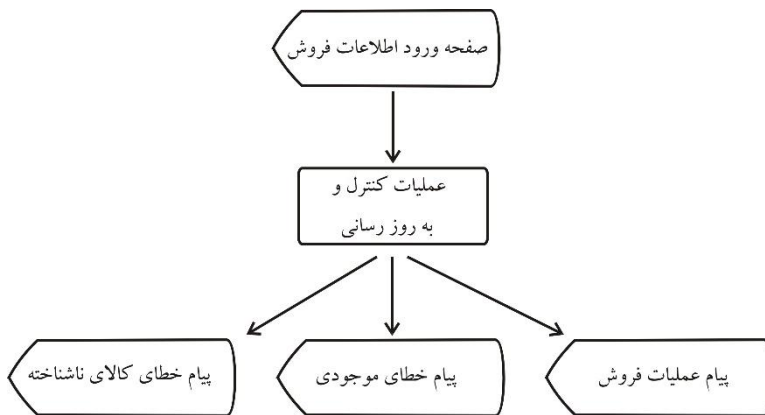 صفحه ورود اطلاعات فروش
عملیات کنترل و
به روز رسانی
پیام عملیات فروش
پیام خطای موجودی
پیام خطای کالای ناشناخته